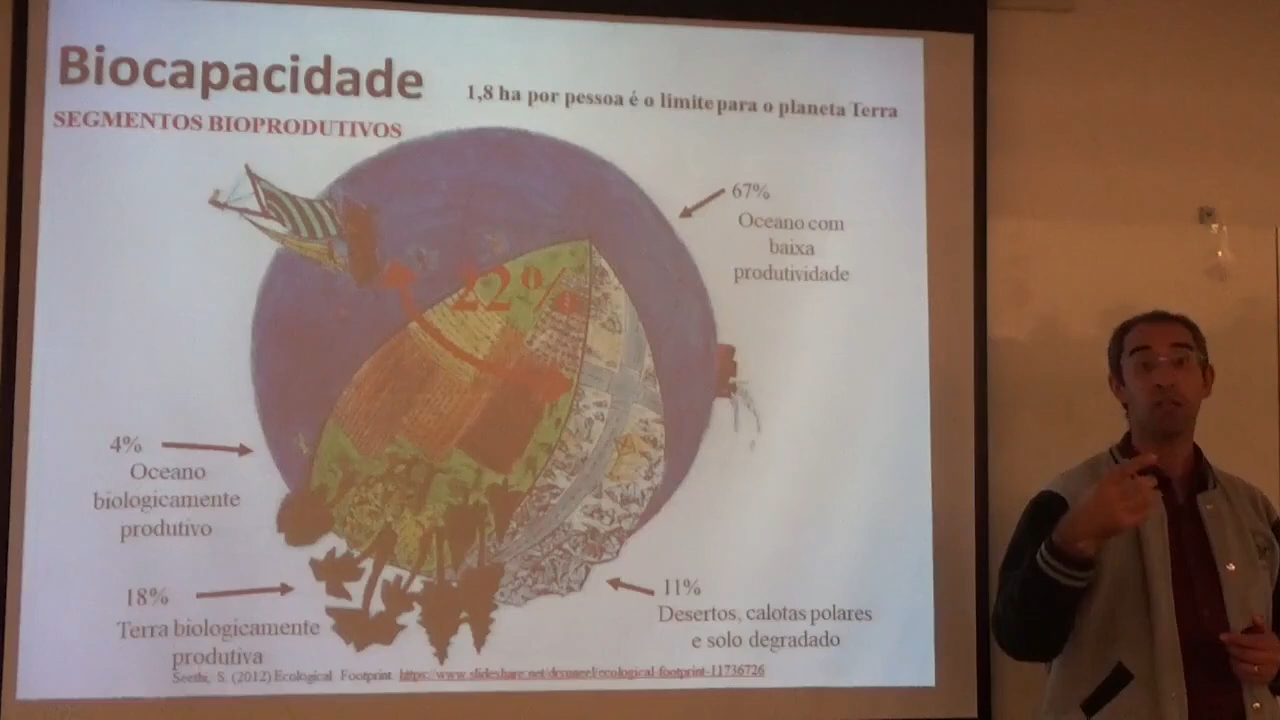 Biocapacidade
1,8 ha por pessoa é o limite para o planeta Terra
SEGMENTOS BIOPRODUTIVOS
67%
Oceano com
baixa
produtividade
22%
4%
Oceano
biologicamente
produtivo
18%
Terra biologicamente
produtiva
11%
Desertos, calotas polares
e solo degradado
(2012) Ecological Footprint.